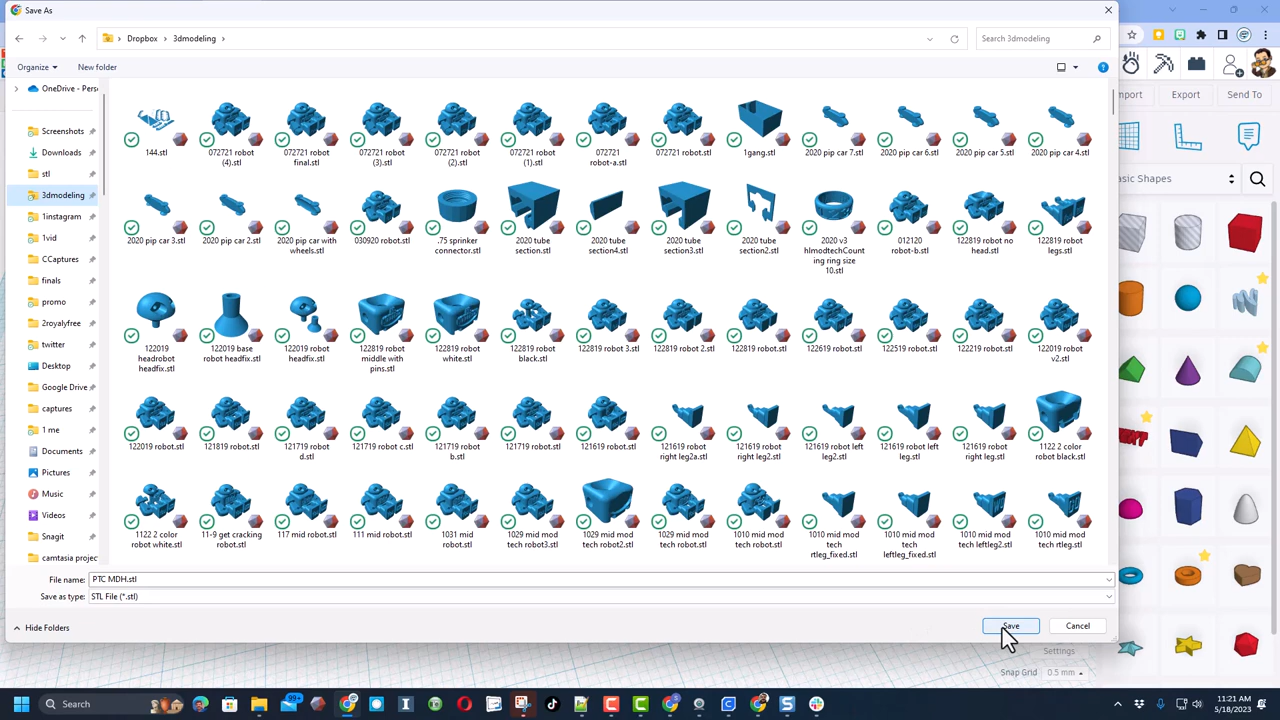 Save As
Dropbox
3dmodeling
Search 3dmodeling
Organize
New folder
Import
Export
Send To
OneDrive - Pers
Screenshots
Downloads
stl
3dmodeling
1instagram
1vid
CCaptures
finals
promo
2royalyfree
twitter
Desktop
Google Drive
captures
1 me
Documents
Pictures
Music
Videos
Snagit
camtasia projec
144.stl
072721 robot (4).stl
072721 robot final.stl
072721 robot (3).stl
072721 robot (2).stl
072721 robot (1).stl
072721 robot-a.stl
072721 robot.stl
1gang.stl
2020 pip car 7.stl
2020 pip car 6.stl
2020 pip car 5.stl
2020 pip car 4.stl
2020 pip car 3.stl
2020 pip car 2.stl
2020 pip car with wheels.stl
030920 robot.stl
.75 sprinker connector.stl
2020 tube section.stl
2020 tube section4.stl
2020 tube section3.stl
2020 tube section2.stl
2020 v3 hlmodtechCounting ring size 10.stl
012120 robot-b.stl
122819 robot no head.stl
122819 robot legs.stl
122019 headrobot headfix.stl
122019 base robot headfix.stl
122019 robot headfix.stl
122819 robot middle with pins.stl
122819 robot white.stl
122819 robot black.stl
122819 robot 3.stl
122819 robot 2.stl
122819 robot.stl
122619 robot.stl
122519 robot.stl
122219 robot.stl
122019 robot v2.stl
122019 robot.stl
121819 robot.stl
121719 robot d.stl
121719 robot c.stl
121719 robot b.stl
121719 robot.stl
121619 robot.stl
121619 robot right leg2a.stl
121619 robot right leg2.stl
121619 robot left leg2.stl
121619 robot left leg.stl
121619 robot right leg.stl
1122 2 color robot black.stl
1122 2 color robot white.stl
11-9 get cracking robot.stl
117 mid robot.stl
111 mid robot.stl
1031 mid robot.stl
1029 mid mod tech robot3.stl
1029 mid mod tech robot2.stl
1029 mid mod tech robot.stl
1010 mid mod tech robot.stl
1010 mid mod tech rtleg_fixed.stl
1010 mid mod tech leftleg_fixed.stl
1010 mid mod tech leftleg2.stl
1010 mid mod tech rtleg.stl
File name: PTC MDH.stl
Save as type: STL File (*.stl)
Hide Folders
Save
Cancel
asic Shapes
Settings
Snap Grid 0.5 mm
Search
99+
11:21 AM
5/18/2023